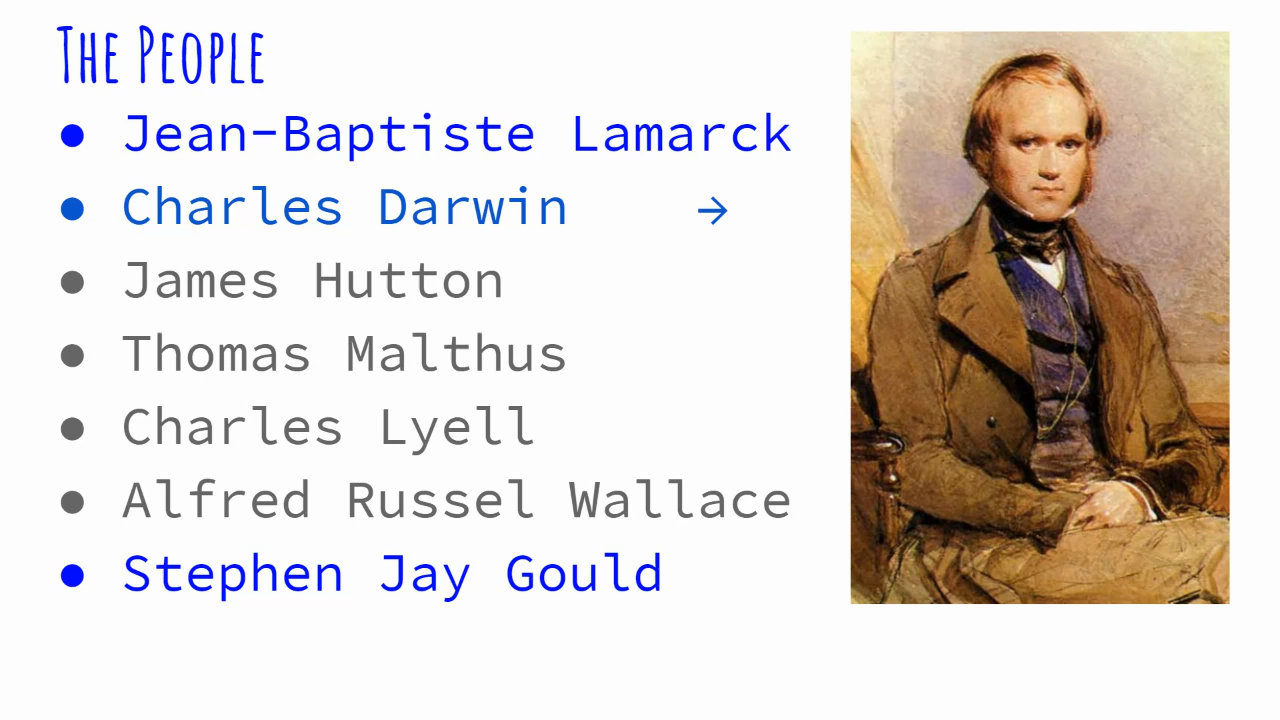 The People
● Jean-Baptiste Lamarck
● Charles Darwin →
● James Hutton
● Thomas Malthus
● Charles Lyell
● Alfred Russel Wallace
● Stephen Jay Gould